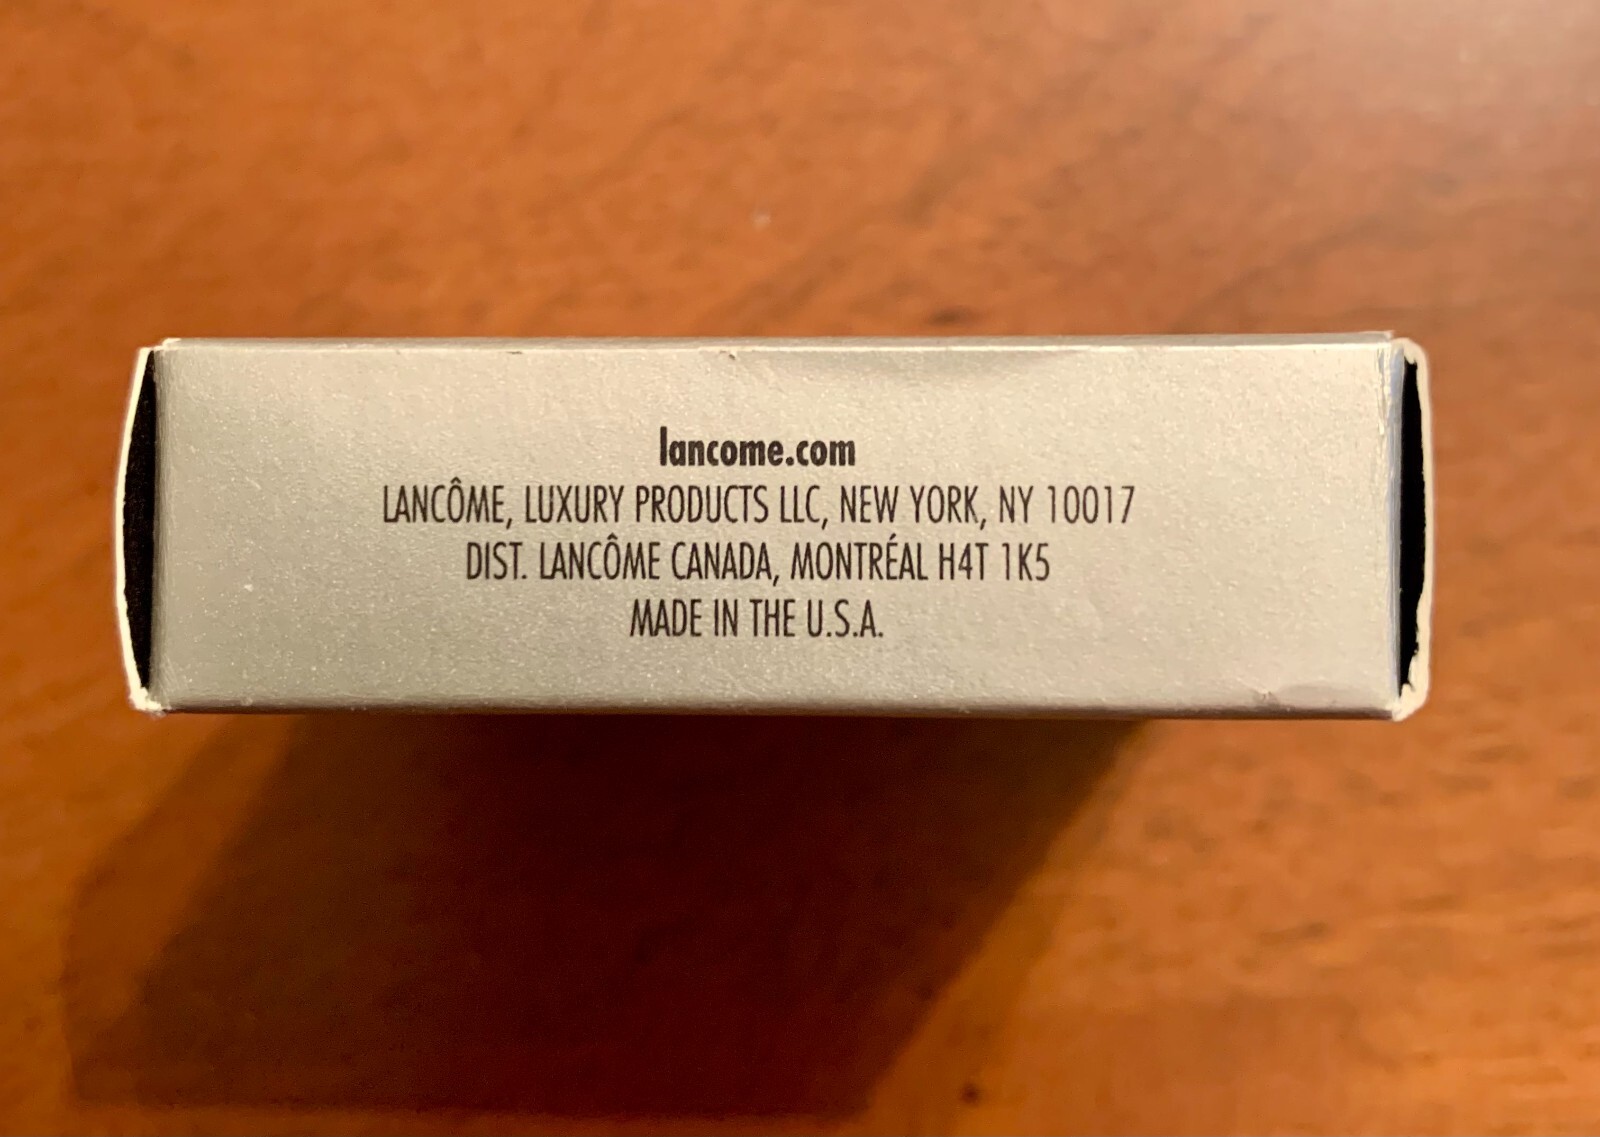 lancome.com
LANCÔME, LUXURY PRODUCTS LLC, NEW YORK, NY 10017
DIST. LANCÔME CANADA, MONTRÉAL H4T 1K5
MADE IN THE U.S.A.